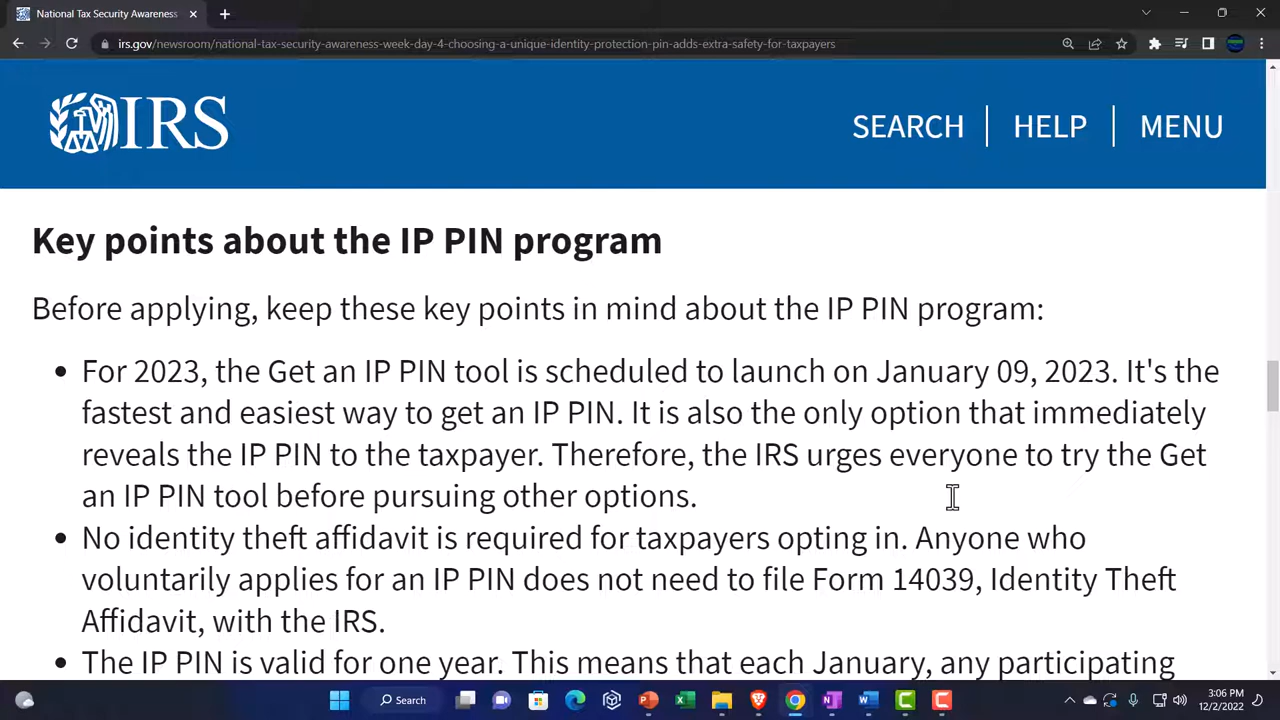 National Tax Security Awareness
irs.gov/newsroom/national-tax-security-awareness-week-day-4-choosing-a-unique-identity-protection-pin-adds-extra-safety-for-taxpayers
IRS
SEARCH
HELP
MENU
Key points about the IP PIN program
Before applying, keep these key points in mind about the IP PIN program:
• For 2023, the Get an IP PIN tool is scheduled to launch on January 09, 2023. It's the
fastest and easiest way to get an IP PIN. It is also the only option that immediately
reveals the IP PIN to the taxpayer. Therefore, the IRS urges everyone to try the Get
an IP PIN tool before pursuing other options.
• No identity theft affidavit is required for taxpayers opting in. Anyone who
voluntarily applies for an IP PIN does not need to file Form 14039, Identity Theft
Affidavit, with the IRS.
• The IP PIN is valid for one year. This means that each January, any participating
Search
3:06 PM
12/2/2022